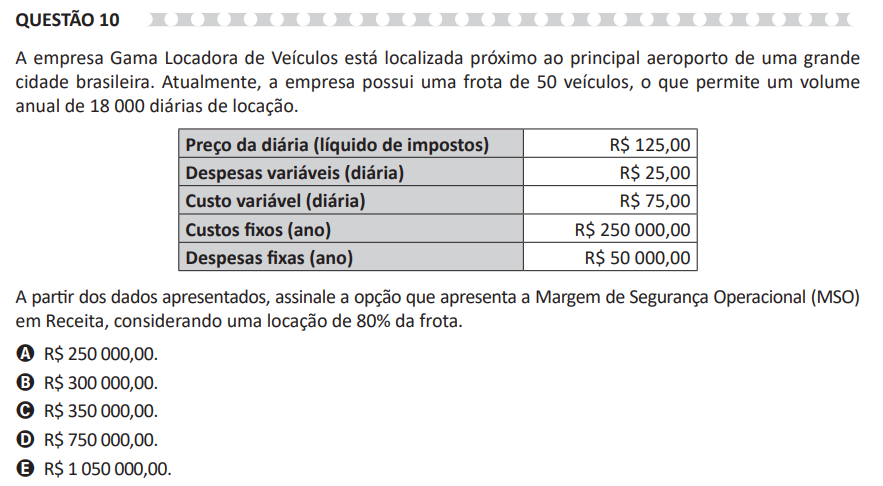 QUESTÃO 10
A empresa Gama Locadora de Veículos está localizada próximo ao principal aeroporto de uma grande
cidade brasileira. Atualmente, a empresa possui uma frota de 50 veículos, o que permite um volume
anual de 18 000 diárias de locação.
Preço da diária (líquido de impostos) R$ 125,00
Despesas variáveis (diária) R$ 25,00
Custo variável (diária) R$ 75,00
Custos fixos (ano) R$ 250 000,00
Despesas fixas (ano) R$ 50 000,00
A partir dos dados apresentados, assinale a opção que apresenta a Margem de Segurança Operacional (MSO)
em Receita, considerando uma locação de 80% da frota.
A R$ 250 000,00.
B R$ 300 000,00.
C R$ 350 000,00.
D R$ 750 000,00.
E R$ 1 050 000,00.